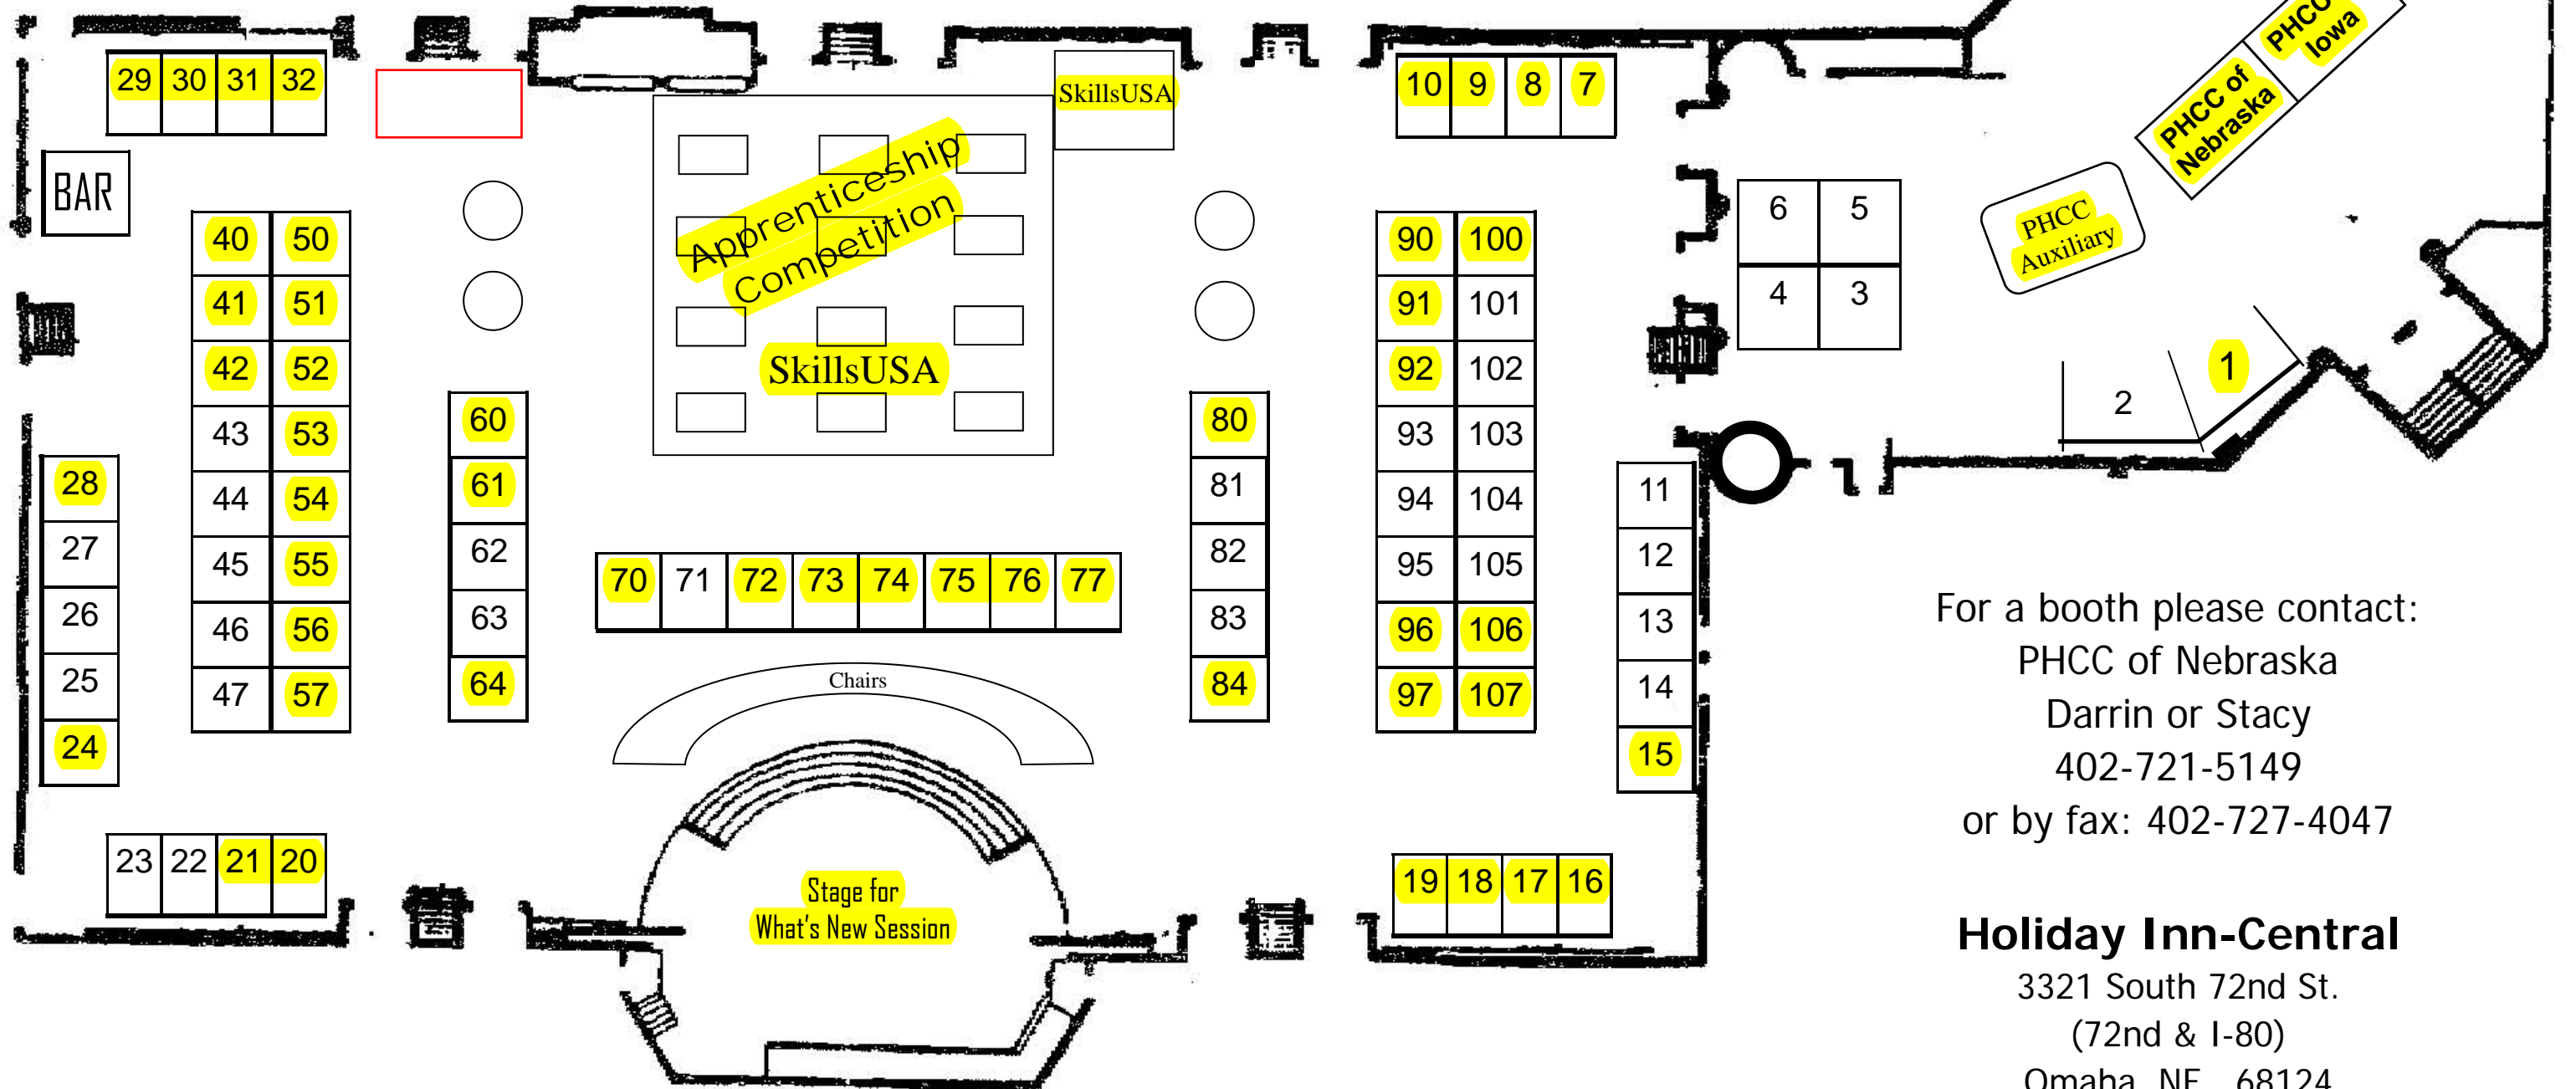 PHCC
Iowa
PHCC of
Nebraska
29 30 31 32
SkillsUSA
10 9 8 7
BAR
Apprenticeship
Competition
SkillsUSA
6 5
4 3
PHCC
Auxiliary
1
2
40 50
41 51
42 52
43 53
44 54
45 55
46 56
47 57
28
27
26
25
24
60
61
62
63
64
70 71 72 73 74 75 76 77
80
81
82
83
84
90 100
91 101
92 102
93 103
94 104
95 105
96 106
97 107
11
12
13
14
15
Chairs
23 22 21 20
Stage for
What's New Session
19 18 17 16
For a booth please contact:
PHCC of Nebraska
Darrin or Stacy
402-721-5149
or by fax: 402-727-4047
Holiday Inn-Central
3321 South 72nd St.
(72nd & I-80)
Omaha, NE 68124